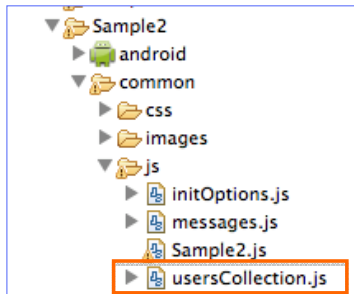 Sample2
android
common
css
images
js
initOptions.js
messages.js
Sample2.js
usersCollection.js